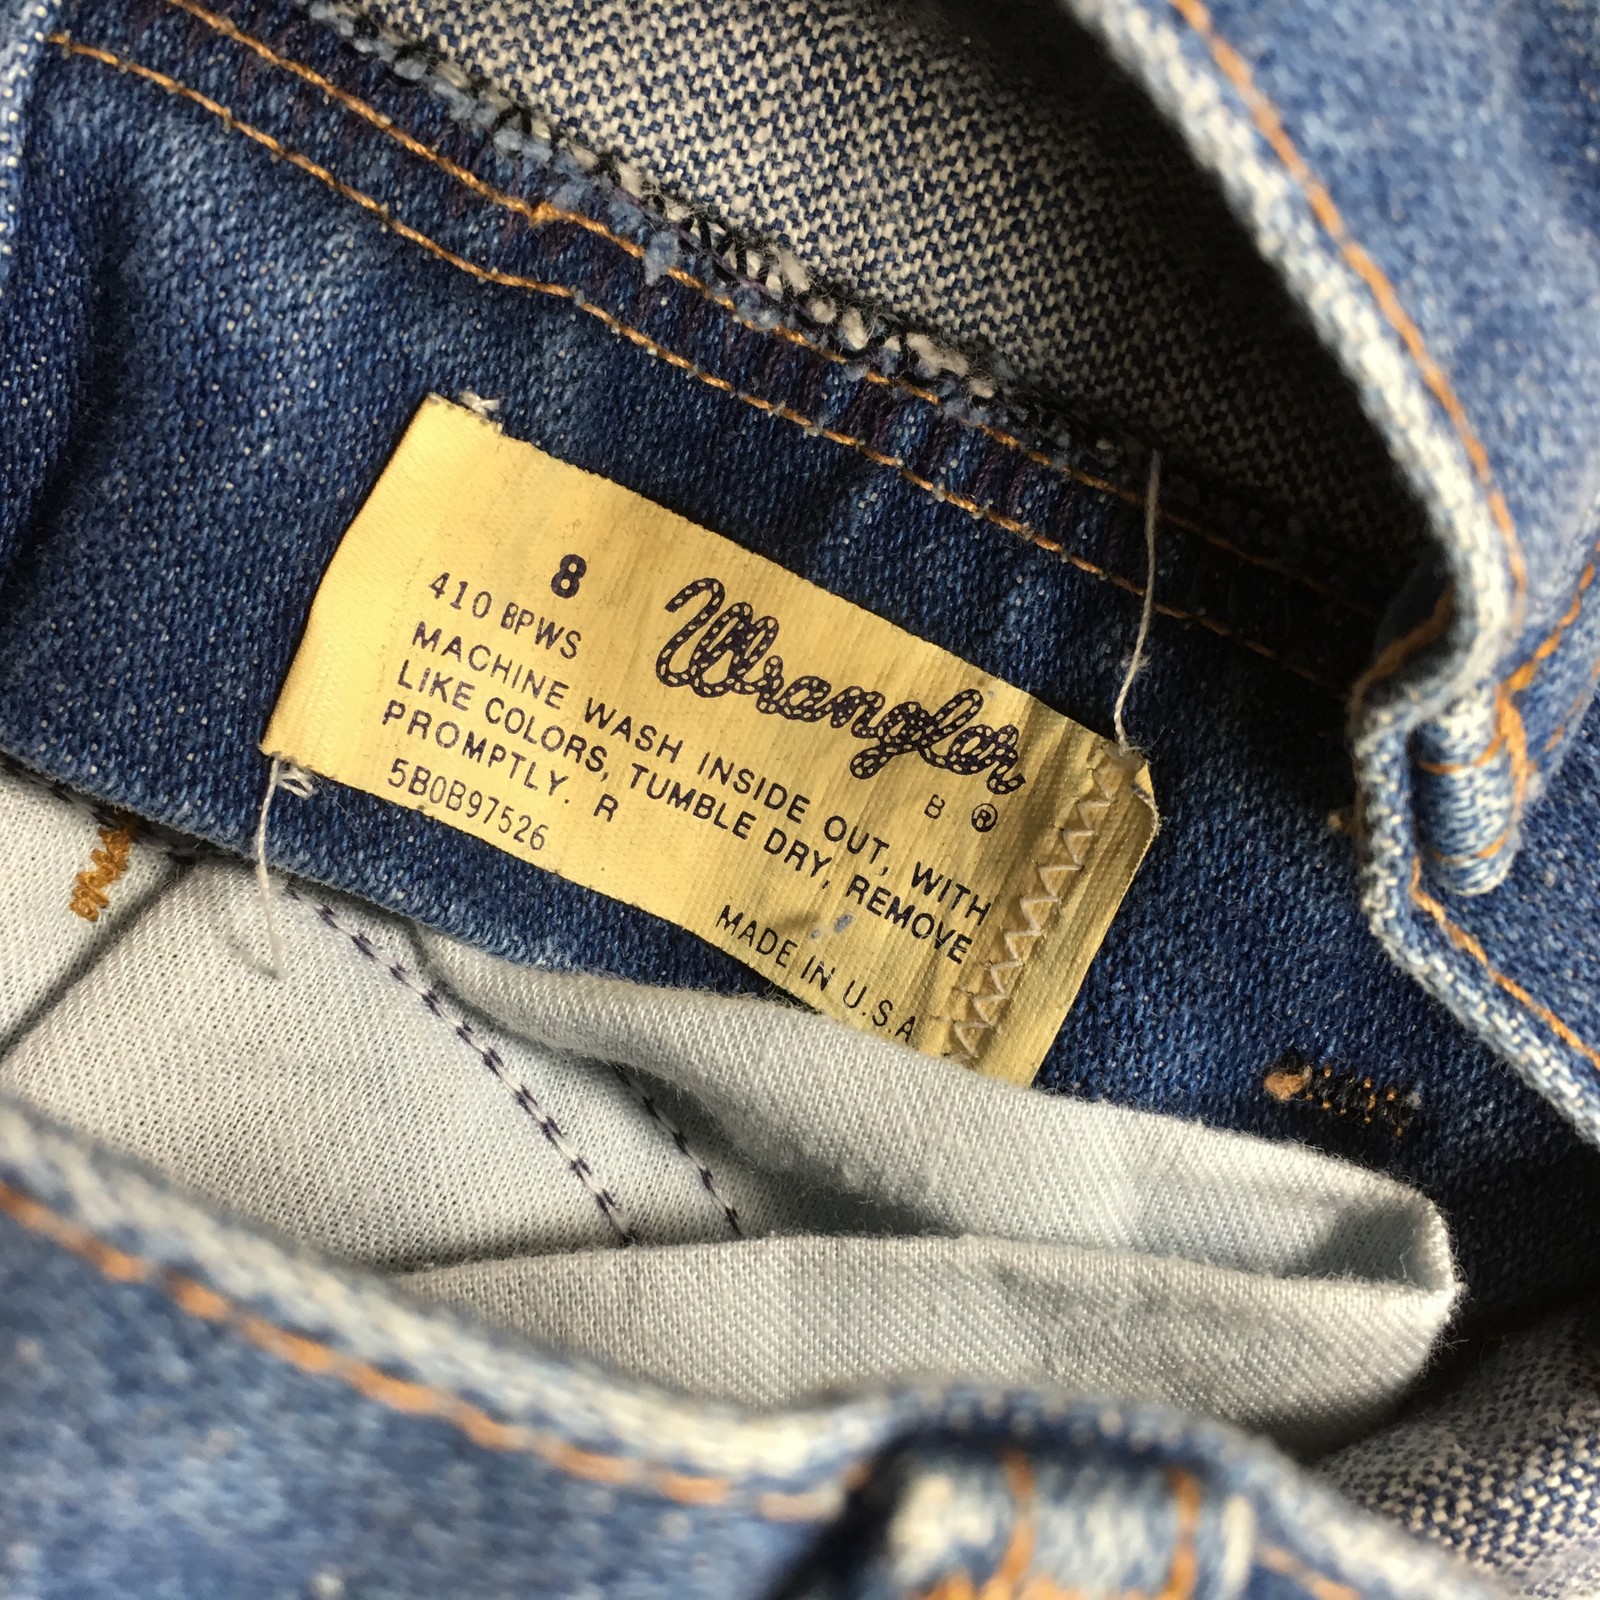 8
410 BPWS
Wrangler
B ®
MACHINE WASH INSIDE OUT, WITH
LIKE COLORS, TUMBLE DRY, REMOVE
PROMPTLY. R
5B0B97526
MADE IN U.S.A